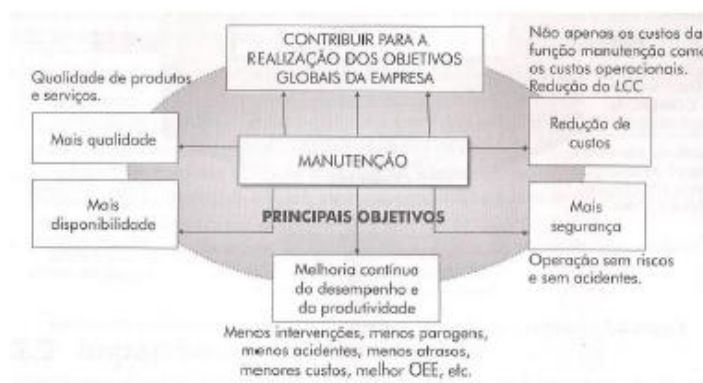 CONTRIBUIR PARA A
REALIZAÇÃO DOS OBJETIVOS
GLOBAIS DA EMPRESA
Não apenas os custos da
função manutenção como
os custos operacionais.
Redução do LCC
Qualidade de produtos
e serviços.
Mais qualidade
MANUTENÇÃO
Redução de
custos
Mais
disponibilidade
PRINCIPAIS OBJETIVOS
Mais
segurança
Operação sem riscos
e sem acidentes.
Melhoria contínua
do desempenho e
da produtividade
Menos intervenções, menos paragens,
menos acidentes, menos atrasos,
menores custos, melhor OEE, etc.